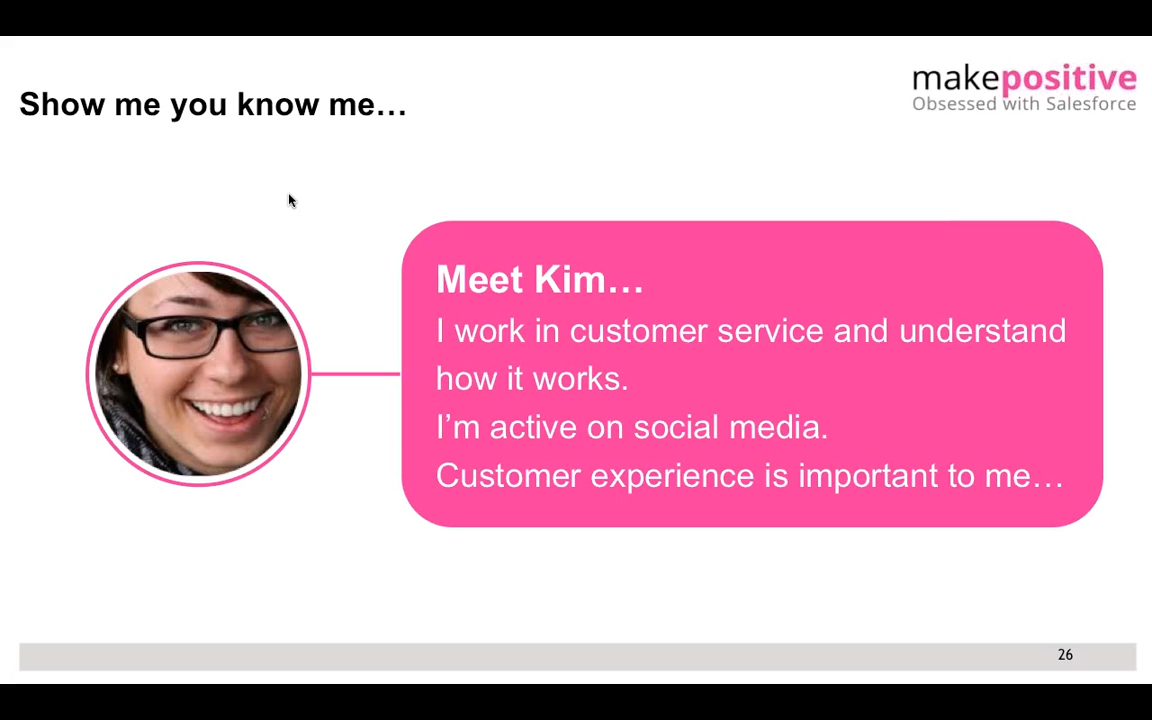 makepositive
Obsessed with Salesforce
Show me you know me…
Meet Kim…
I work in customer service and understand
how it works.
I’m active on social media.
Customer experience is important to me…
26